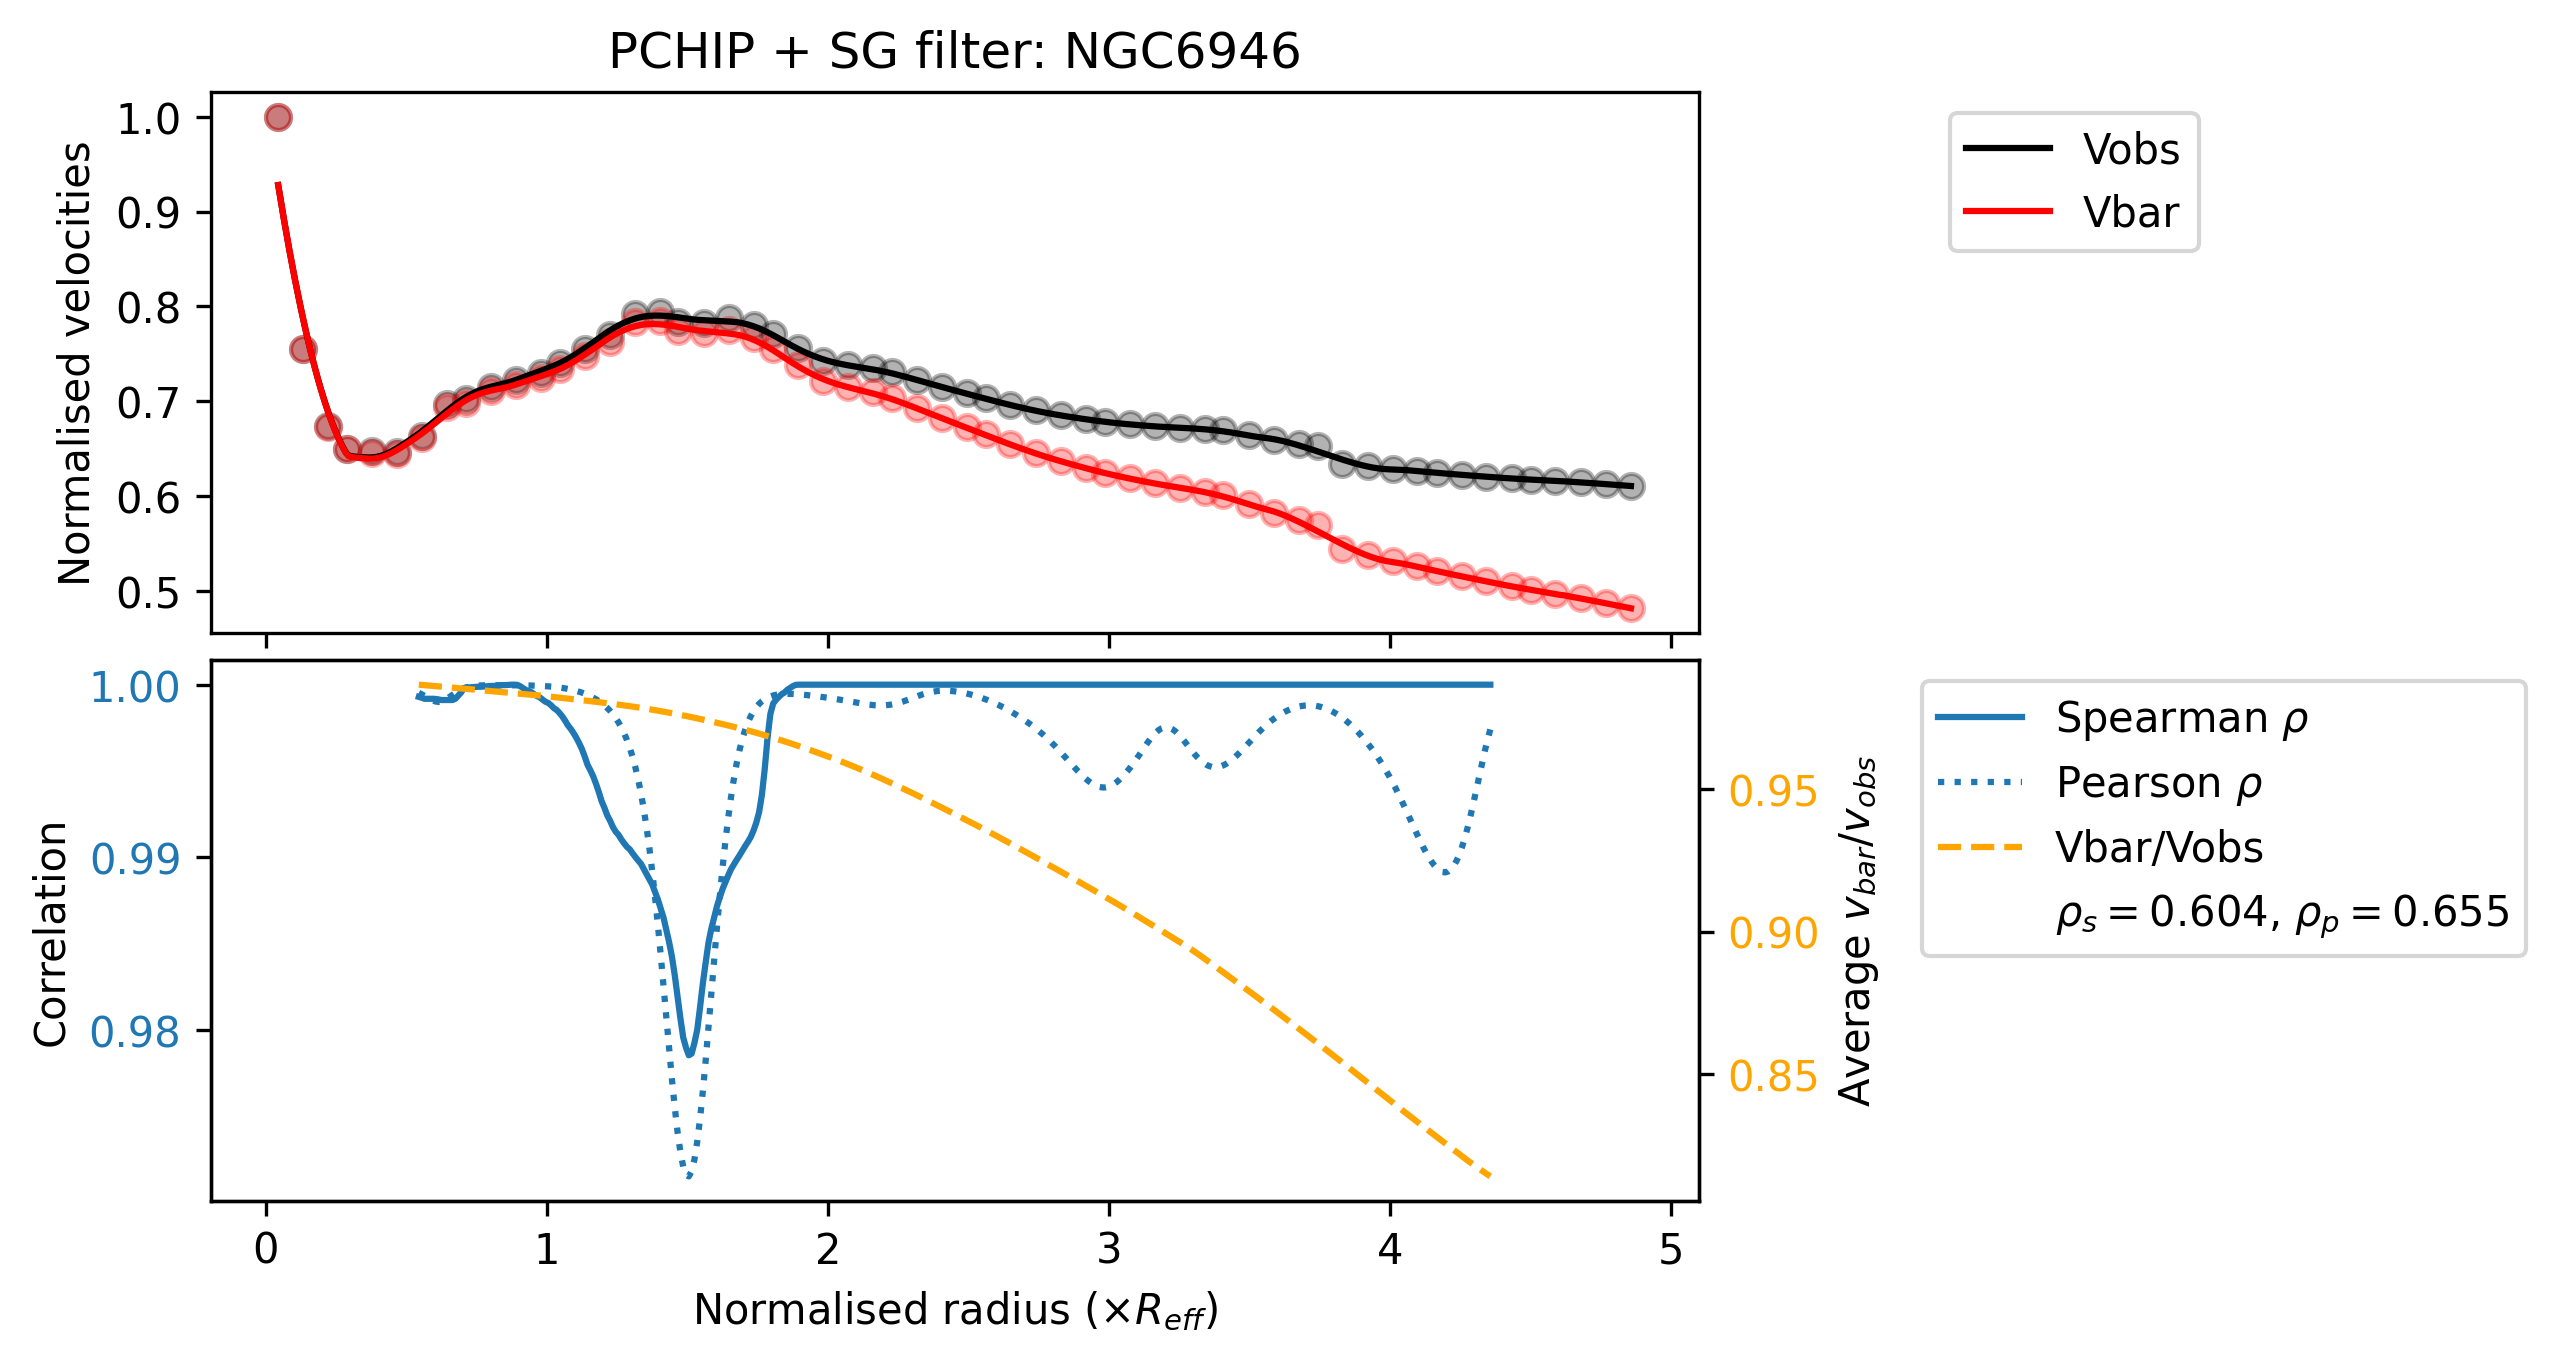 PCHIP + SG filter: NGC6946
Normalised velocities
1.0
0.9
0.8
0.7
0.6
0.5
Vobs
Vbar
Correlation
1.00
0.99
0.98
0.95
0.90
0.85
Average v_bar/v_obs
Spearman ρ
Pearson ρ
Vbar/Vobs
ρ_s = 0.604, ρ_p = 0.655
0 1 2 3 4 5
Normalised radius (×R_eff)